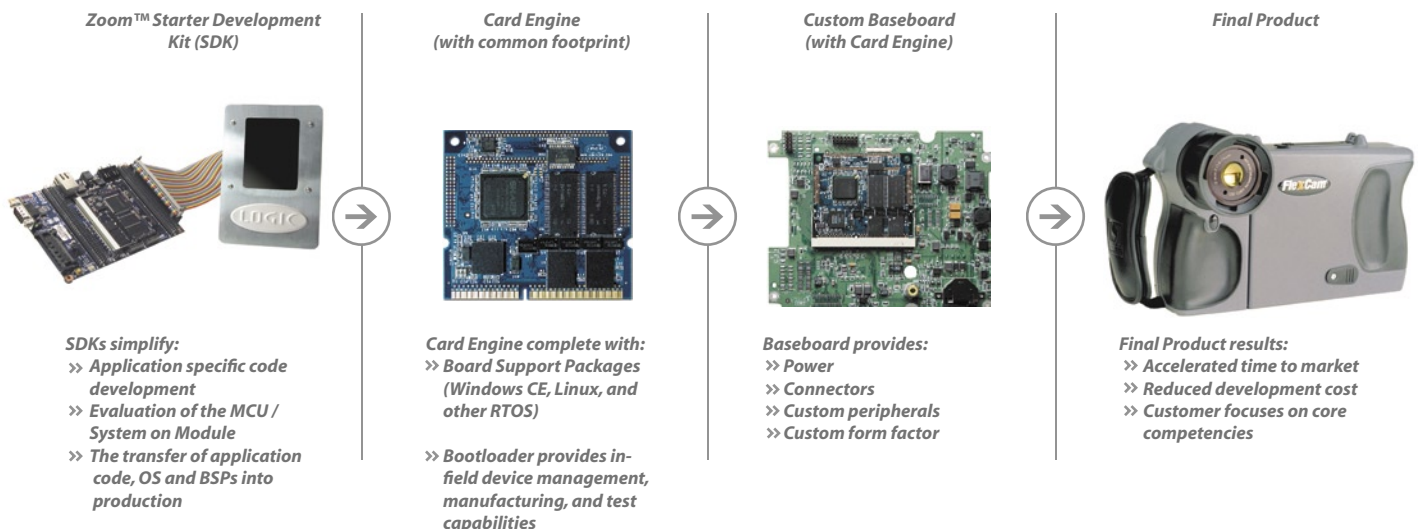 Zoom™ Starter Development
Kit (SDK)
LOGIC
SDKs simplify:
»» Application specific code
development
»» Evaluation of the MCU /
System on Module
»» The transfer of application
code, OS and BSPs into
production
Card Engine
(with common footprint)
Card Engine complete with:
»» Board Support Packages
(Windows CE, Linux, and
other RTOS)
»» Bootloader provides in-
field device management,
manufacturing, and test
capabilities
Custom Baseboard
(with Card Engine)
Baseboard provides:
»» Power
»» Connectors
»» Custom peripherals
»» Custom form factor
Final Product
FlexCam
Final Product results:
»» Accelerated time to market
»» Reduced development cost
»» Customer focuses on core
competencies